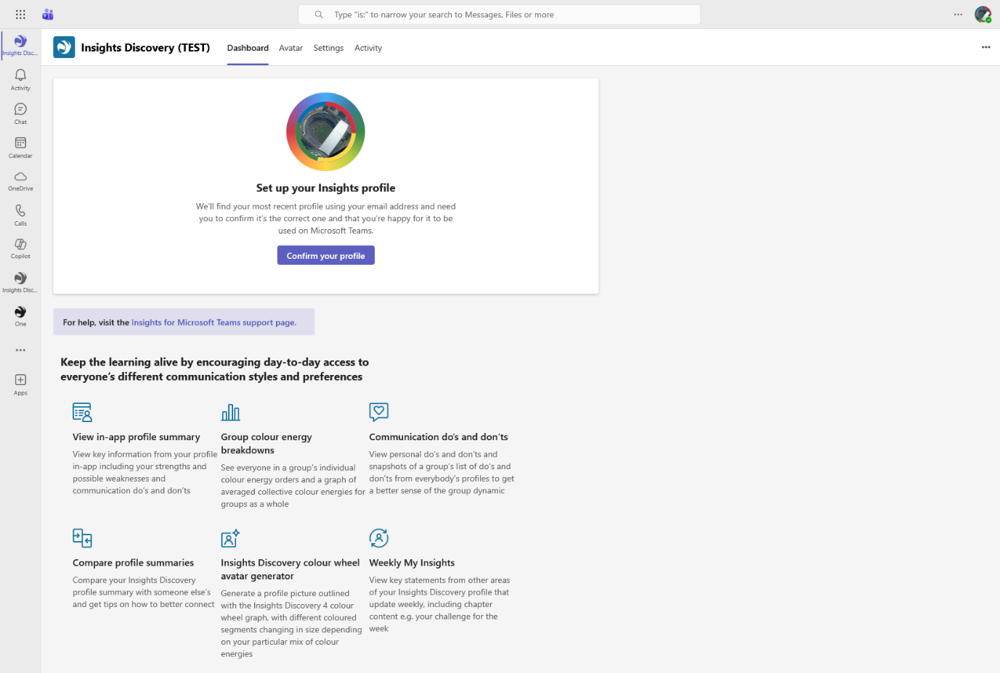 Type "is:" to narrow your search to Messages, Files or more
Insights Disc...
Activity
Chat
Calendar
OneDrive
Calls
Copilot
Insights Disc...
One
Apps
Insights Discovery (TEST)
Dashboard
Avatar
Settings
Activity
Set up your Insights profile
We'll find your most recent profile using your email address and need
you to confirm it's the correct one and that you're happy for it to be
used on Microsoft Teams.
Confirm your profile
For help, visit the Insights for Microsoft Teams support page.
Keep the learning alive by encouraging day-to-day access to
everyone's different communication styles and preferences
View in-app profile summary
View key information from your profile
in-app including your strengths and
possible weaknesses and
communication do's and don'ts
Group colour energy
breakdowns
See everyone in a group's individual
colour energy orders and a graph of
averaged collective colour energies for
groups as a whole
Communication do's and don'ts
View personal do's and don'ts and
snapshots of a group's list of do's and
don'ts from everybody's profiles to get
a better sense of the group dynamic
Compare profile summaries
Compare your Insights Discovery
profile summary with someone else's
and get tips on how to better connect
Insights Discovery colour wheel
avatar generator
Generate a profile picture outlined
with the Insights Discovery 4 colour
wheel graph, with different coloured
segments changing in size depending
on your particular mix of colour
energies
Weekly My Insights
View key statements from other areas
of your Insights Discovery profile that
update weekly, including chapter
content e.g. your challenge for the
week